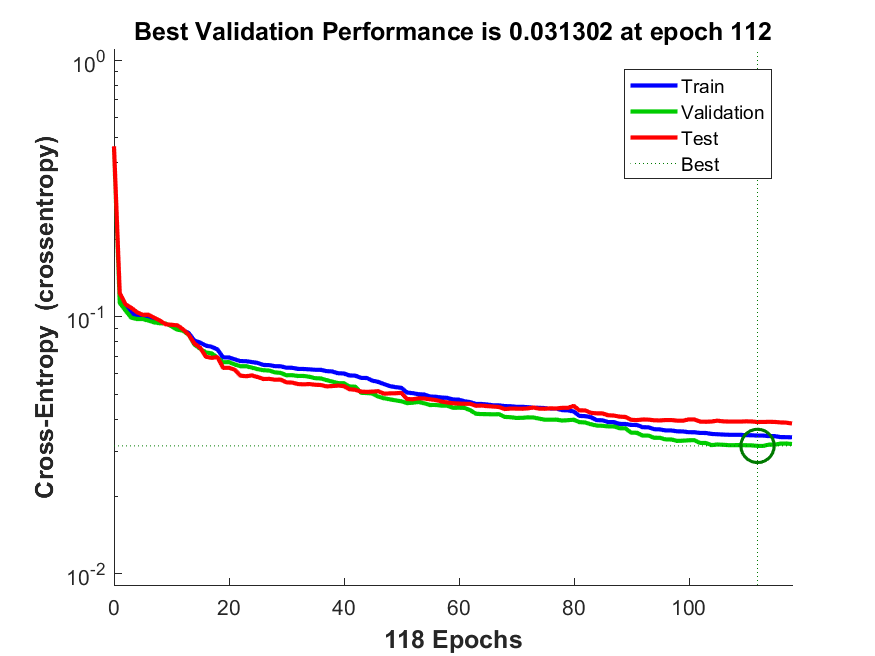 Best Validation Performance is 0.031302 at epoch 112
Cross-Entropy (crossentropy)
10^0
10^-1
10^-2
Train
Validation
Test
Best
0 20 40 60 80 100
118 Epochs